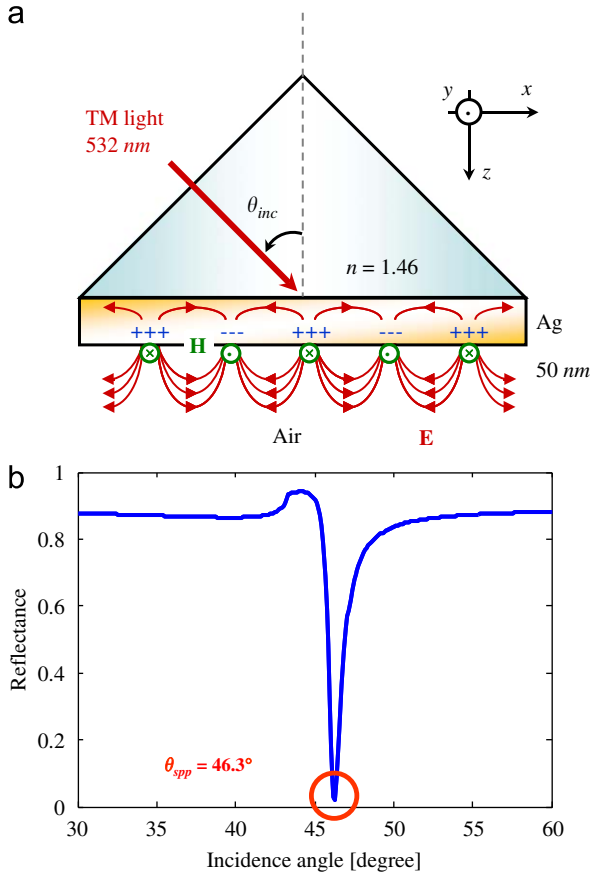 a
y
x
z
TM light
532 nm
θinc
n = 1.46
Ag
+++ --- +++ --- +++
H
50 nm
Air
E
b
1
0.8
0.6
0.4
0.2
0
Reflectance
θspp = 46.3°
30 35 40 45 50 55 60
Incidence angle [degree]